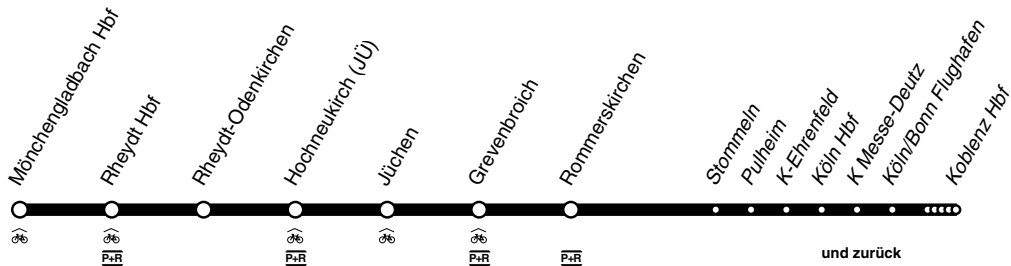 Mönchengladbach Hbf
Rheydt Hbf
Rheydt-Odenkirchen
Hochneukirch (JÜ)
Jüchen
Grevenbroich
Rommerskirchen
Stommeln
Pulheim
K-Ehrenfeld
Köln Hbf
K Messe-Deutz
Köln/Bonn Flughafen
Koblenz Hbf
P+R
P+R
P+R
P+R
und zurück